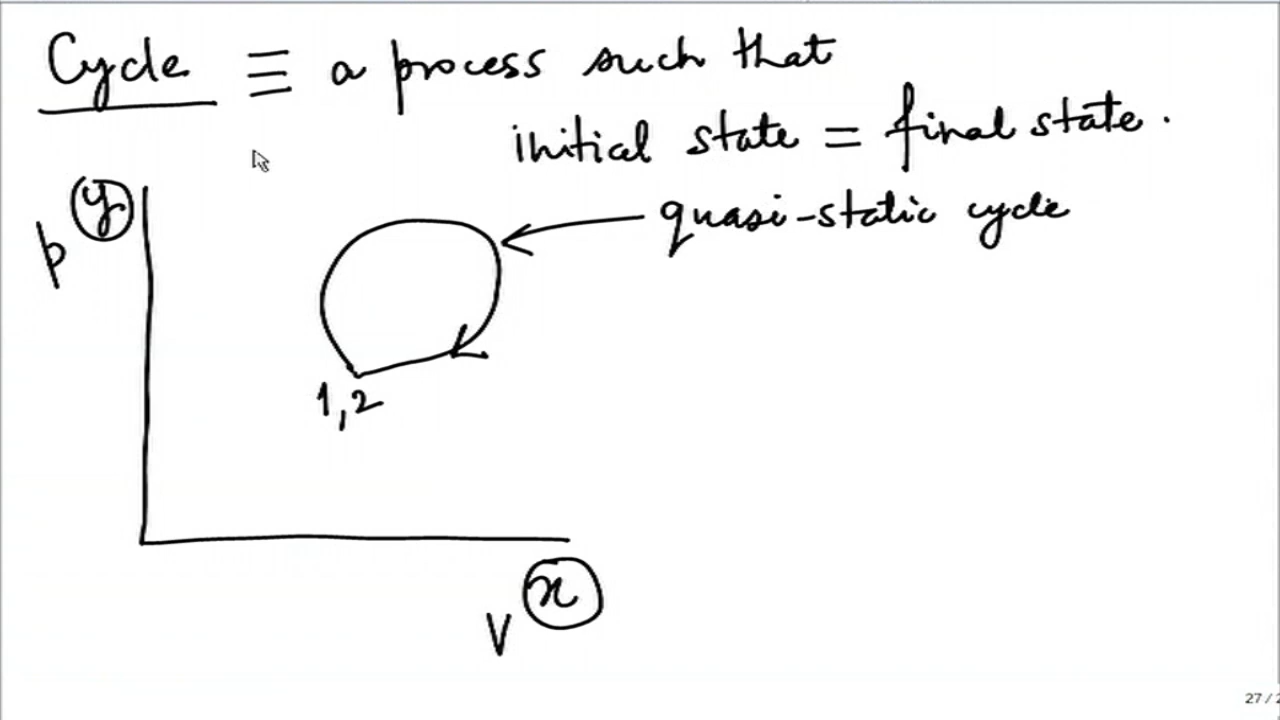 Cycle ≡ a process such that
initial state = final state.
quasi-static cycle
p y
1,2
V x
27 / 2